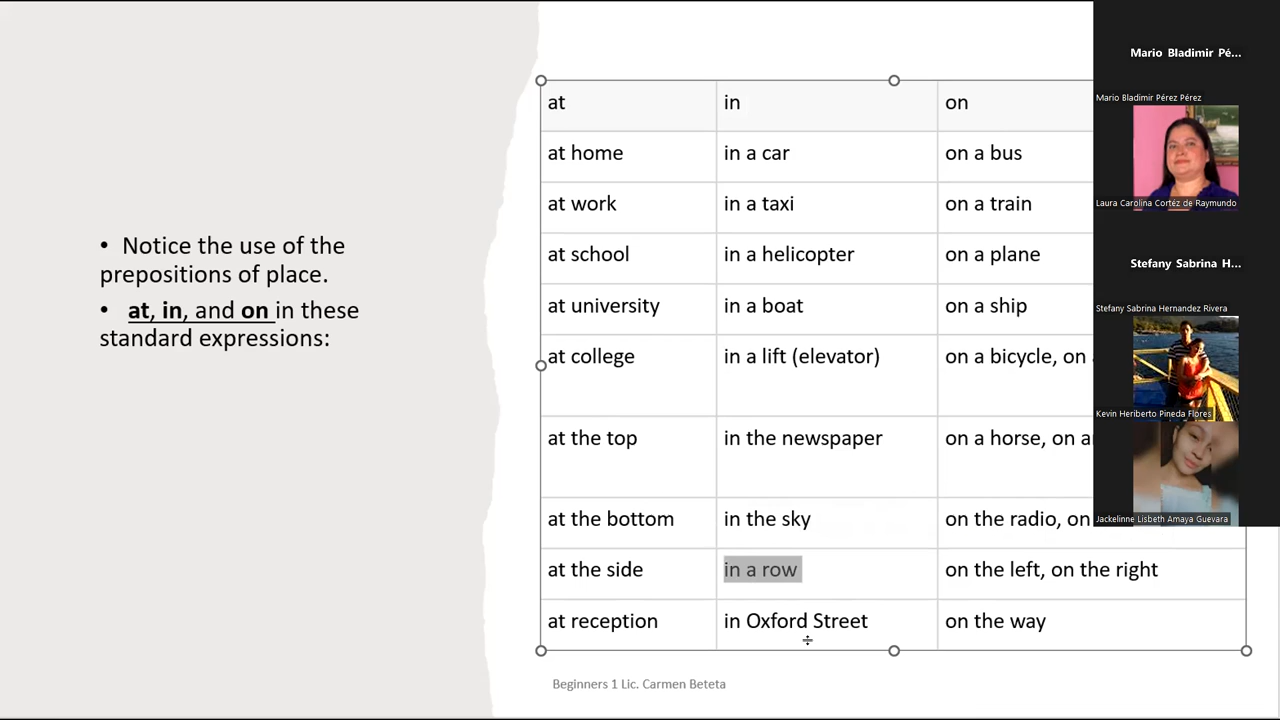 • Notice the use of the
prepositions of place.
• at, in, and on in these
standard expressions:
at in on
at home in a car on a bus
at work in a taxi on a train
at school in a helicopter on a plane
at university in a boat on a ship
at college in a lift (elevator) on a bicycle, on
at the top in the newspaper on a horse, on
at the bottom in the sky on the radio, on
at the side in a row on the left, on the right
at reception in Oxford Street on the way
Beginners 1 Lic. Carmen Beteta
Mario Bladimir Pé...
Mario Bladimir Pérez Pérez
Laura Carolina Cortéz de Raymundo
Stefany Sabrina H...
Stefany Sabrina Hernandez Rivera
Kevin Heriberto Pineda Flores
Jackelinne Lisbeth Amaya Guevara